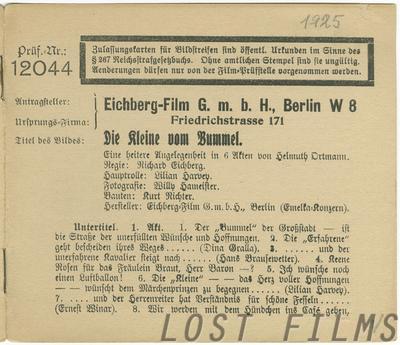 1925
Prüf.-Nr.:
12044
Zulassungskarten für Bildstreifen sind öffentl. Urkunden im Sinne des
§ 267 Reichsstrafgesetzbuchs. Ohne amtlichen Stempel sind sie ungültig.
Aenderungen dürfen nur von der Film-Prüfstelle vorgenommen werden.
Antragsteller: Eichberg-Film G. m. b. H., Berlin W 8
Ursprungs-Firma: Friedrichstrasse 171
Titel des Bildes: Die Kleine vom Bummel.
Eine heitere Angelegenheit in 6 Akten von Helmuth Ortmann.
Regie: Richard Eichberg.
Hauptrolle: Lilian Harvey.
Fotografie: Willy Hameister.
Bauten: Kurt Richter.
Hersteller: Eichberg-Film G. m. b. H., Berlin (Emelka-Konzern).
Untertitel. 1. Akt. 1. Der „Bummel" der Großstadt — ist
die Straße der unerfüllten Wünsche und Hoffnungen. 2. Die „Erfahrene"
geht bescheiden ihres Weges . . . . . (Dina Gralla). 3. . . . . . . und der
unerfahrene Kavalier steigt nach . . . . . . (Hans Brausewetter). 4. Keine
Rosen für das Fräulein Braut, Herr Baron —? 5. Ich wünsche noch
einen Luftballon! 6. Die „Kleine" — — das Herz voller Hoffnungen
— — wünscht dem Märchenprinzen zu begegnen . . . . . (Lilian Harvey).
7. . . . . und der Herrenreiter hat Verständnis für schöne Fesseln . . . .
(Ernest Winar). 8. Wir werden mit dem Hündchen ins Café gehen,
LOST FILMS